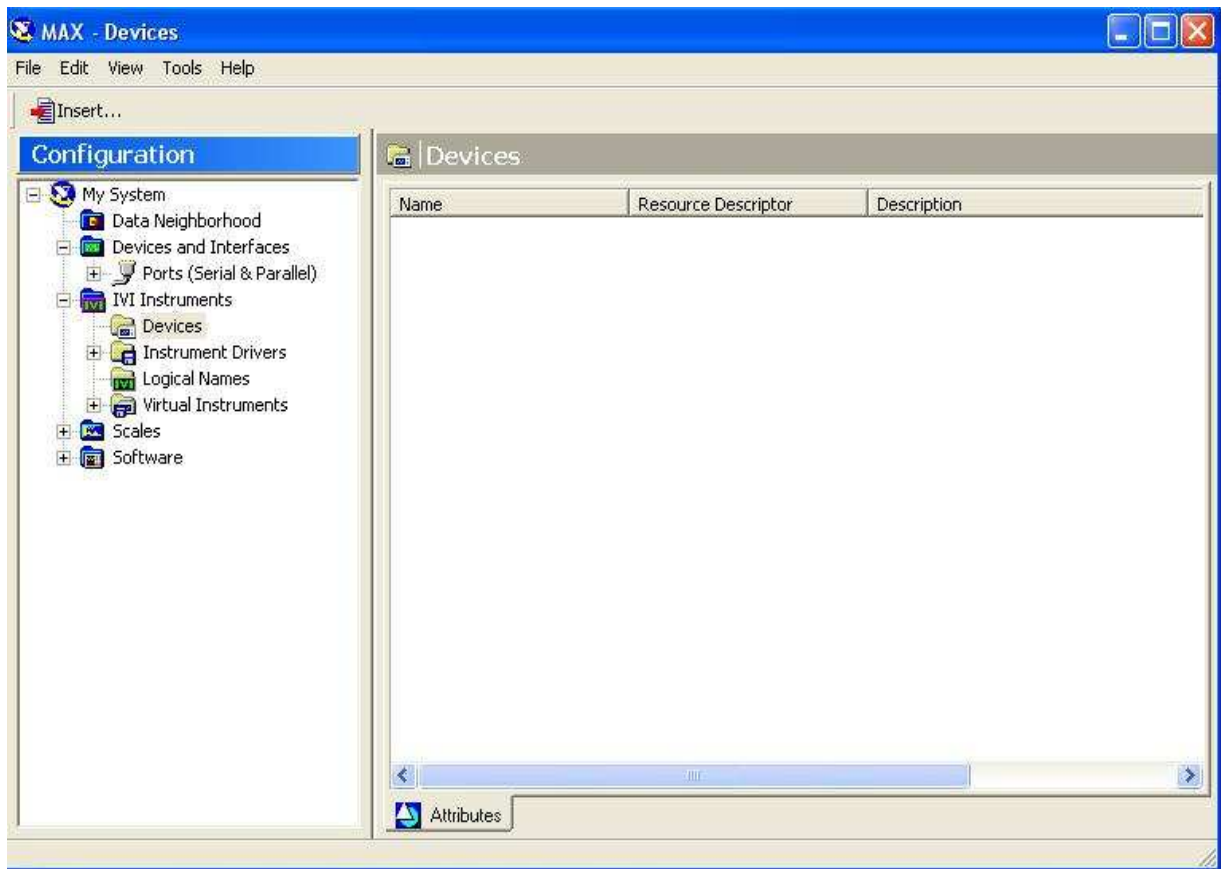 MAX - Devices
File Edit View Tools Help
Insert...
Configuration
My System
Data Neighborhood
Devices and Interfaces
Ports (Serial & Parallel)
IVI Instruments
Devices
Instrument Drivers
Logical Names
Virtual Instruments
Scales
Software
Devices
Name Resource Descriptor Description
Attributes